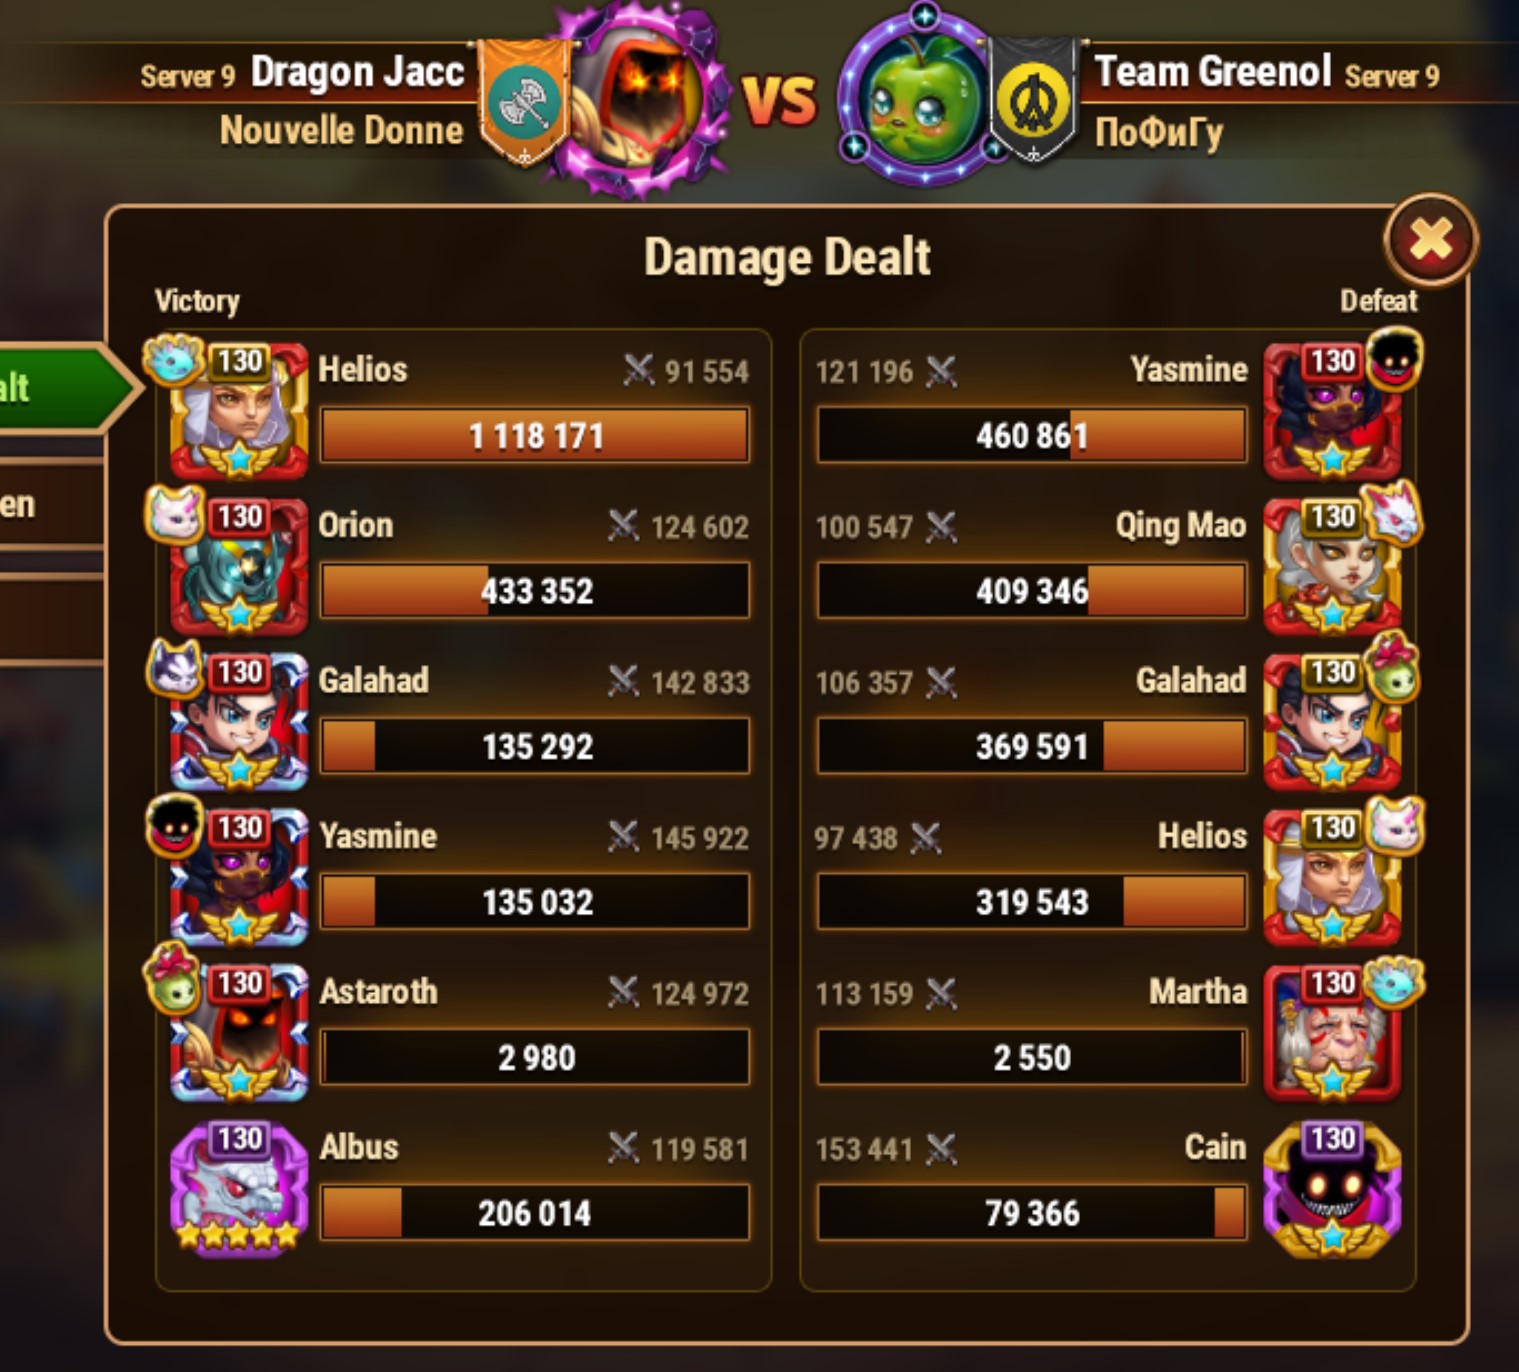 Server 9 Dragon Jacc
Nouvelle Donne
VS
Team Greenol Server 9
ПоФиГу
Damage Dealt
Victory
Defeat
alt
en
130 Helios 91 554
1 118 171
130 Orion 124 602
433 352
130 Galahad 142 833
135 292
130 Yasmine 145 922
135 032
130 Astaroth 124 972
2 980
130 Albus 119 581
206 014
121 196 Yasmine 130
460 861
100 547 Qing Mao 130
409 346
106 357 Galahad 130
369 591
97 438 Helios 130
319 543
113 159 Martha 130
2 550
153 441 Cain 130
79 366